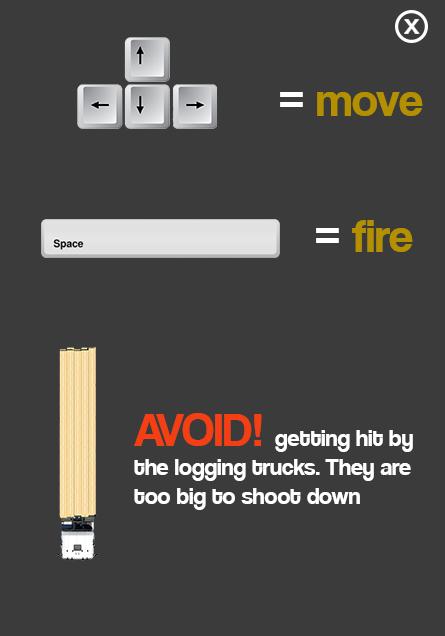 X
= move
Space
= fire
AVOID! getting hit by
the logging trucks. They are
too big to shoot down